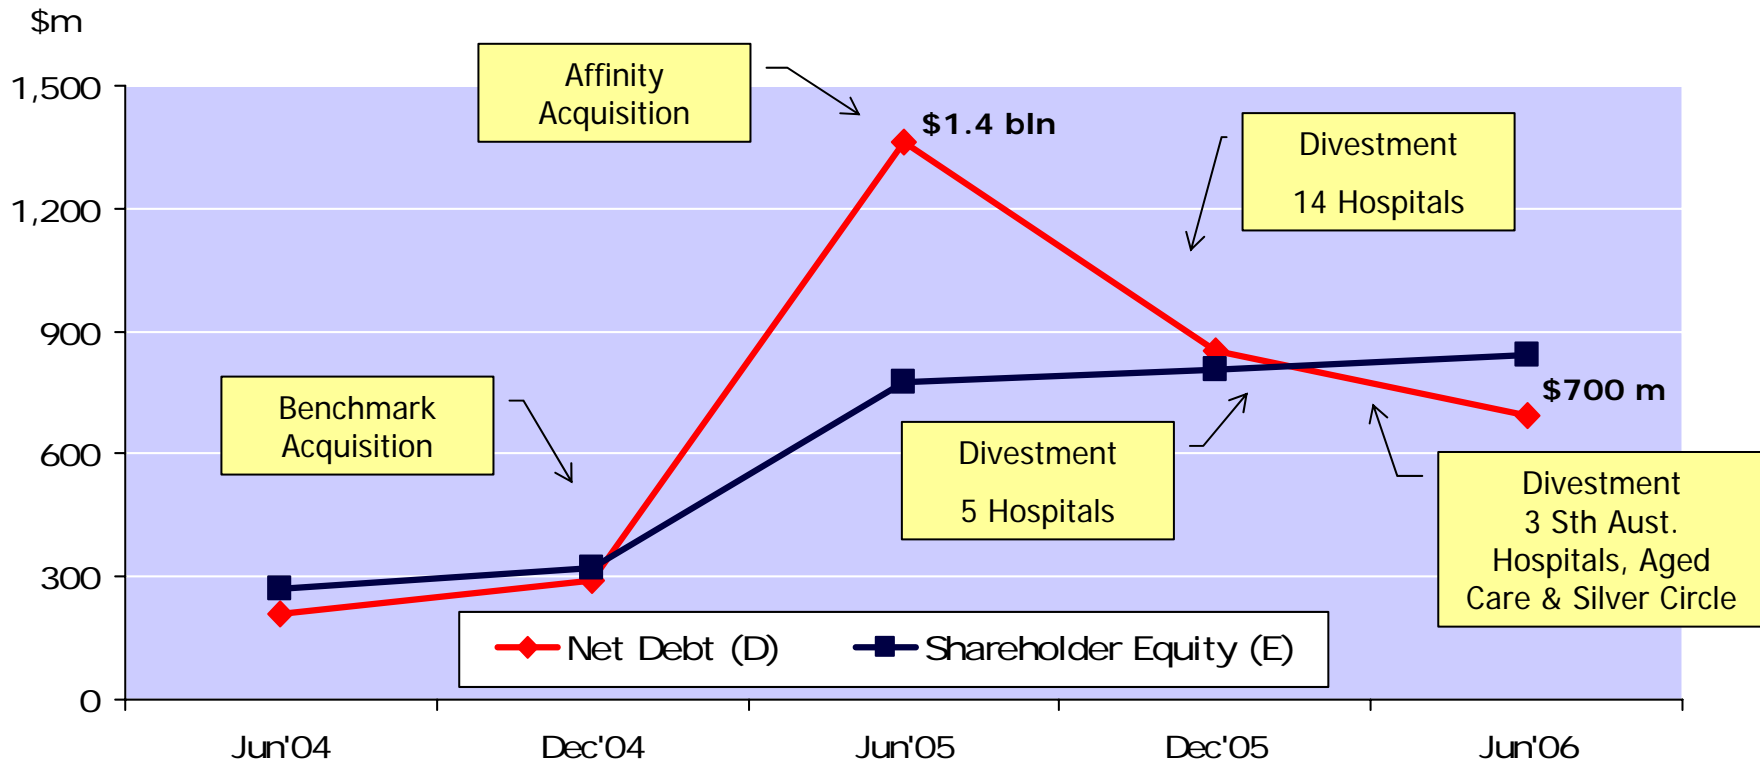 $m
1,500
1,200
900
600
300
0
Affinity
Acquisition
$1.4 bln
Divestment
14 Hospitals
Benchmark
Acquisition
Divestment
5 Hospitals
$700 m
Divestment
3 Sth Aust.
Hospitals, Aged
Care & Silver Circle
Net Debt (D)
Shareholder Equity (E)
Jun'04
Dec'04
Jun'05
Dec'05
Jun'06